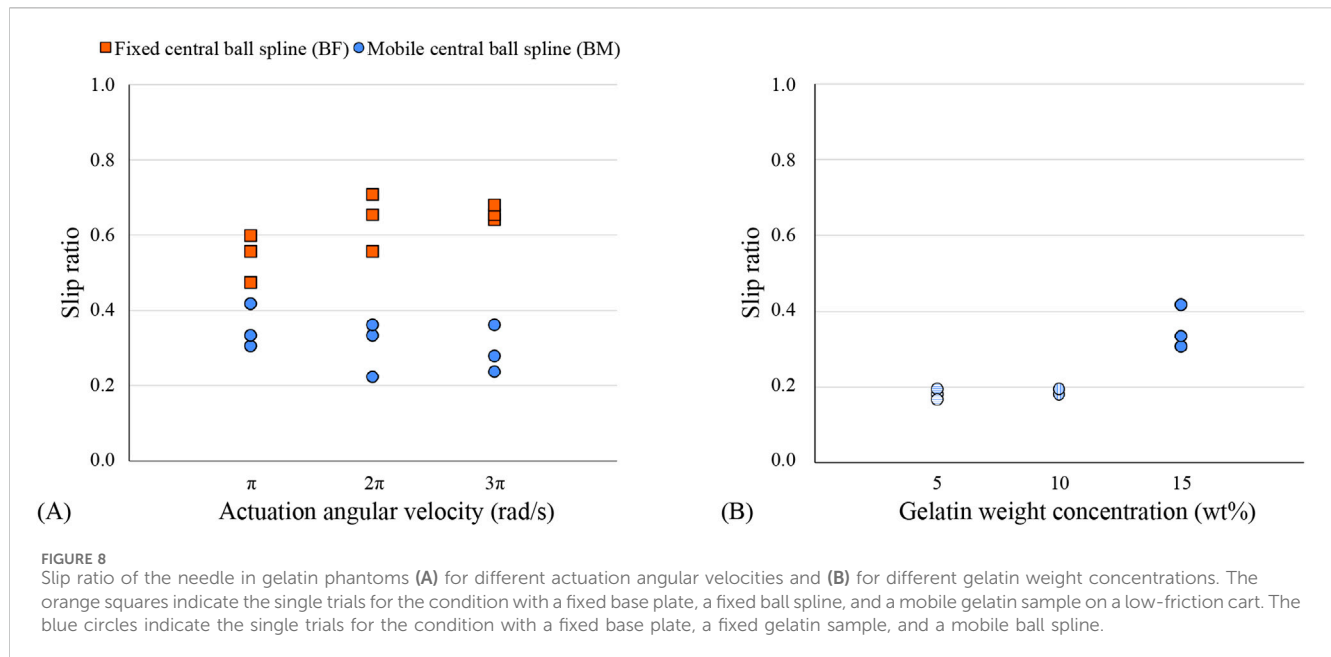 Fixed central ball spline (BF) Mobile central ball spline (BM)
1.0
0.8
0.6
0.4
0.2
0.0
Slip ratio
π 2π 3π
(A) Actuation angular velocity (rad/s)
1.0
0.8
0.6
0.4
0.2
0.0
Slip ratio
5 10 15
(B) Gelatin weight concentration (wt%)
FIGURE 8
Slip ratio of the needle in gelatin phantoms (A) for different actuation angular velocities and (B) for different gelatin weight concentrations. The
orange squares indicate the single trials for the condition with a fixed base plate, a fixed ball spline, and a mobile gelatin sample on a low-friction cart. The
blue circles indicate the single trials for the condition with a fixed base plate, a fixed gelatin sample, and a mobile ball spline.